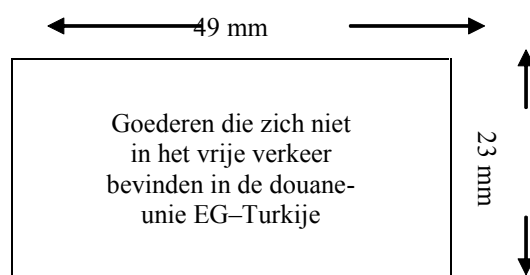 49 mm
Goederen die zich niet
in het vrije verkeer
bevinden in de douane-
unie EG–Turkije
23 mm